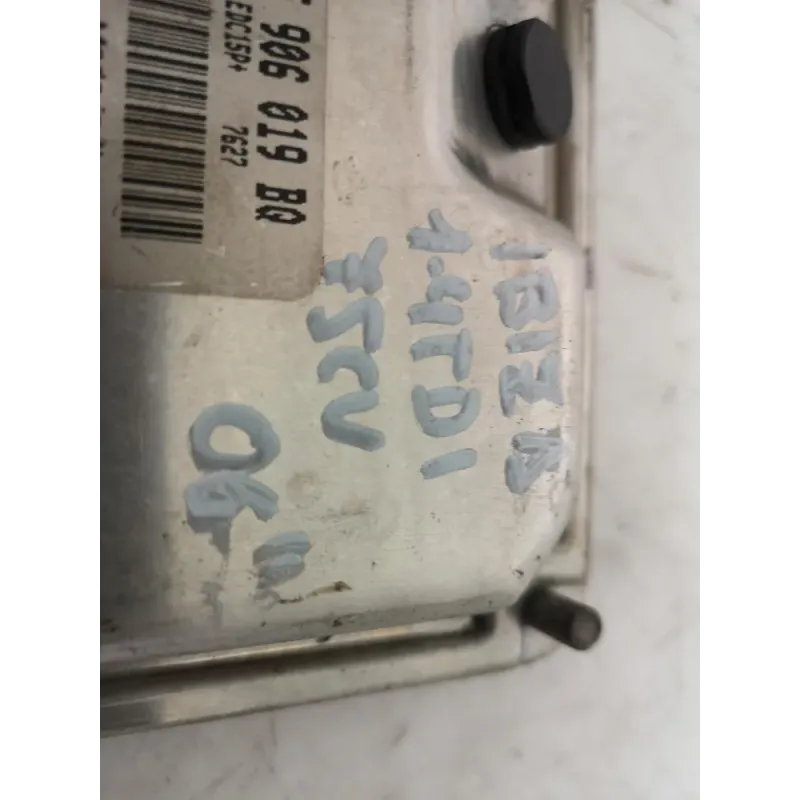 906 019 BQ
EDC15P+ 7627
IBIZA
1.4TDI
75CV
06